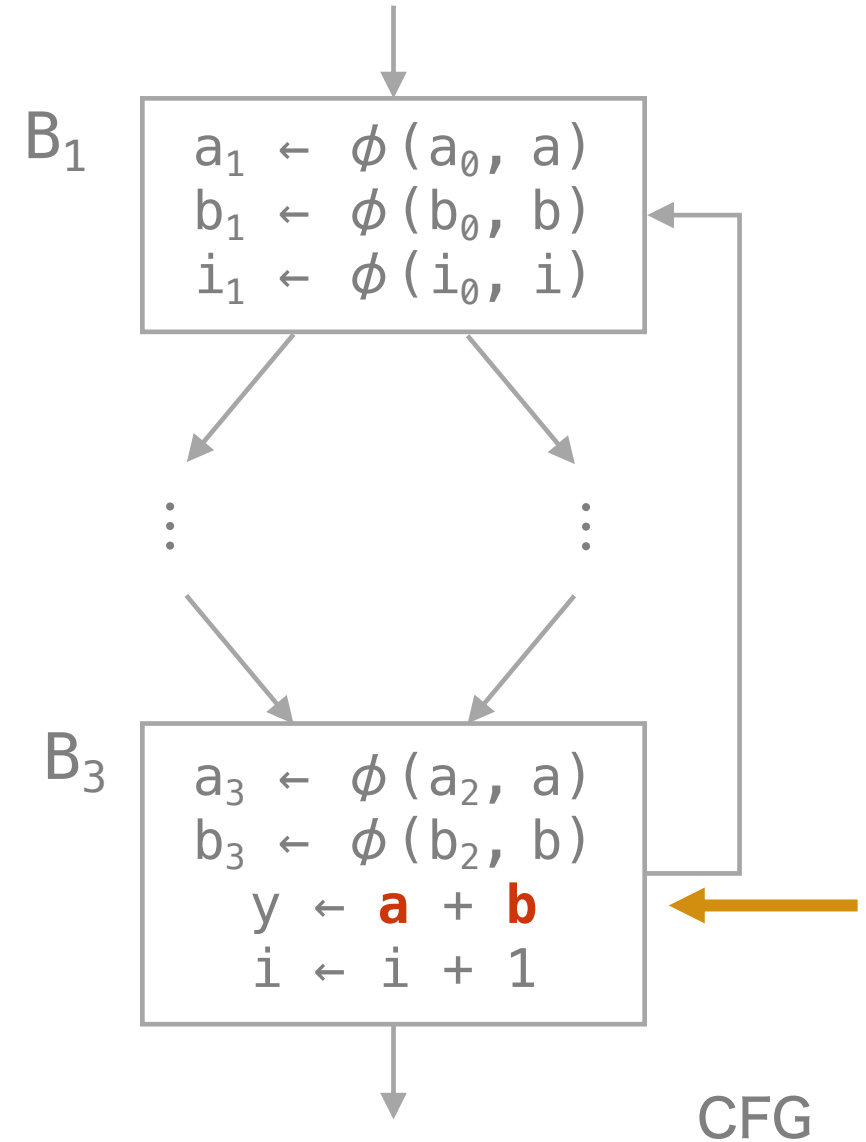 B₁
a₁ ← ϕ(a₀, a)
b₁ ← ϕ(b₀, b)
i₁ ← ϕ(i₀, i)
⋮ ⋮
B₃
a₃ ← ϕ(a₂, a)
b₃ ← ϕ(b₂, b)
y ← a + b
i ← i + 1
CFG